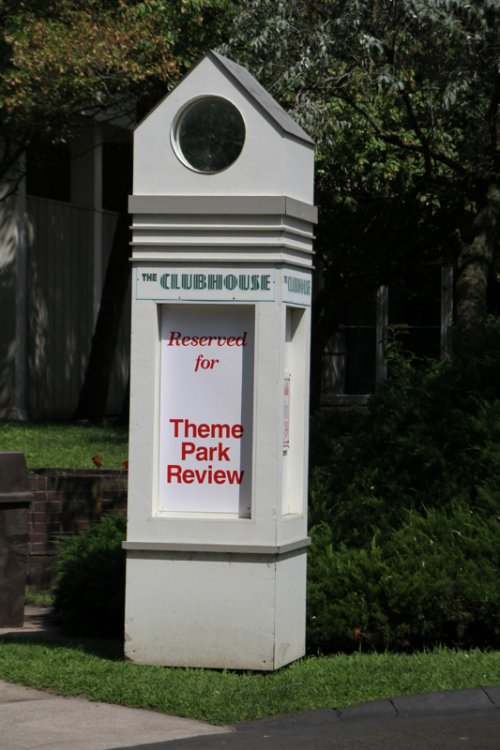 THE CLUBHOUSE
Reserved
for
Theme
Park
Review